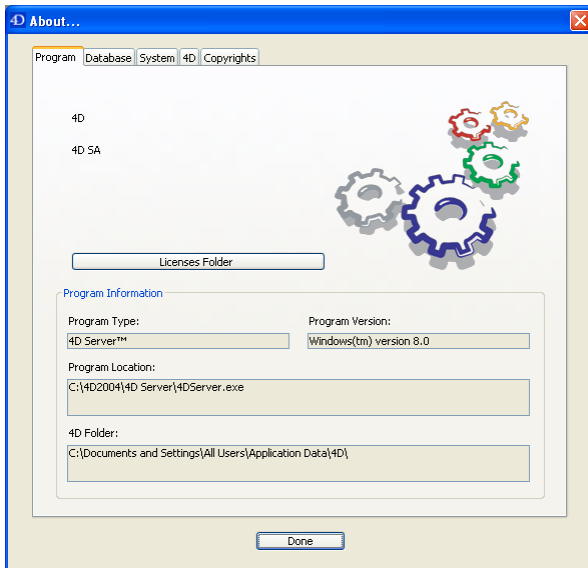 4D About...
Program Database System 4D Copyrights
4D
4D SA
Licenses Folder
Program Information
Program Type:
Program Version:
4D Server™
Windows(tm) version 8.0
Program Location:
C:\4D2004\4D Server\4DServer.exe
4D Folder:
C:\Documents and Settings\All Users\Application Data\4D\
Done